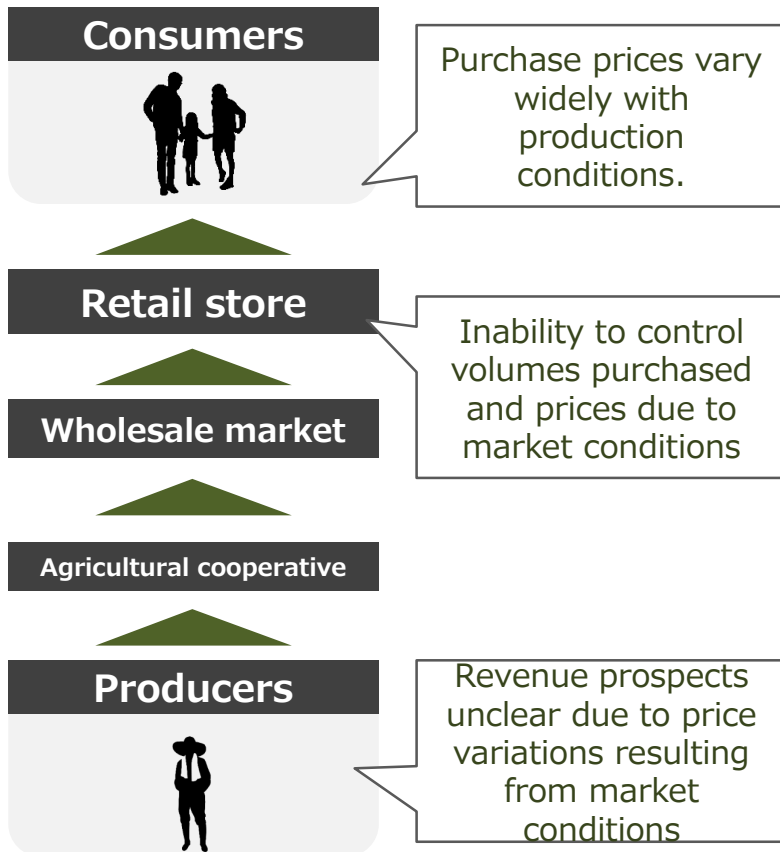 Consumers
Purchase prices vary
widely with
production
conditions.
Retail store
Inability to control
volumes purchased
and prices due to
market conditions
Wholesale market
Agricultural cooperative
Producers
Revenue prospects
unclear due to price
variations resulting
from market
conditions